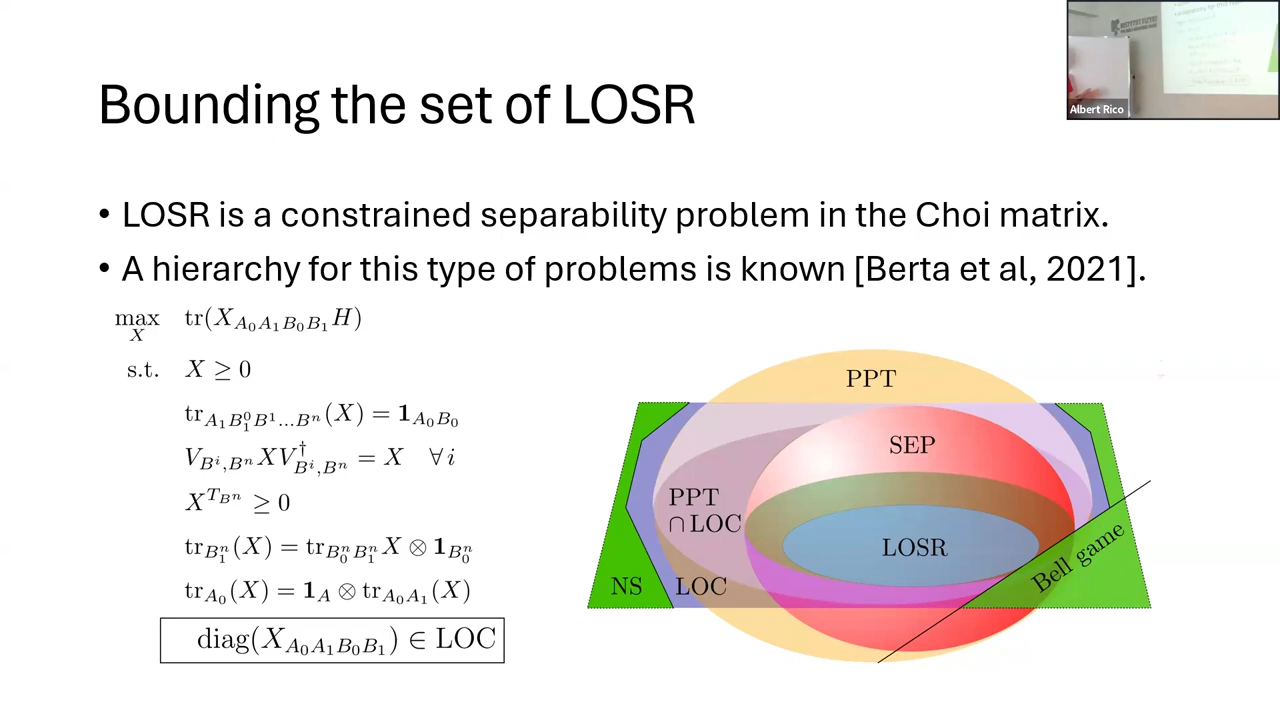 Bounding the set of LOSR
Albert Rico
• LOSR is a constrained separability problem in the Choi matrix.
• A hierarchy for this type of problems is known [Berta et al, 2021].
max_X tr(X_{A_0A_1B_0B_1}H)
s.t. X ≥ 0
tr_{A_1B_1^0B^1...B^n}(X) = 𝟏_{A_0B_0}
V_{B^i,B^n}XV^†_{B^i,B^n} = X ∀ i
X^{T_{B^n}} ≥ 0
tr_{B_1^n}(X) = tr_{B_0^nB_1^n}X ⊗ 𝟏_{B_0^n}
tr_{A_0}(X) = 𝟏_A ⊗ tr_{A_0A_1}(X)
diag(X_{A_0A_1B_0B_1}) ∈ LOC
PPT
SEP
PPT
∩ LOC
LOSR
Bell game
NS
LOC